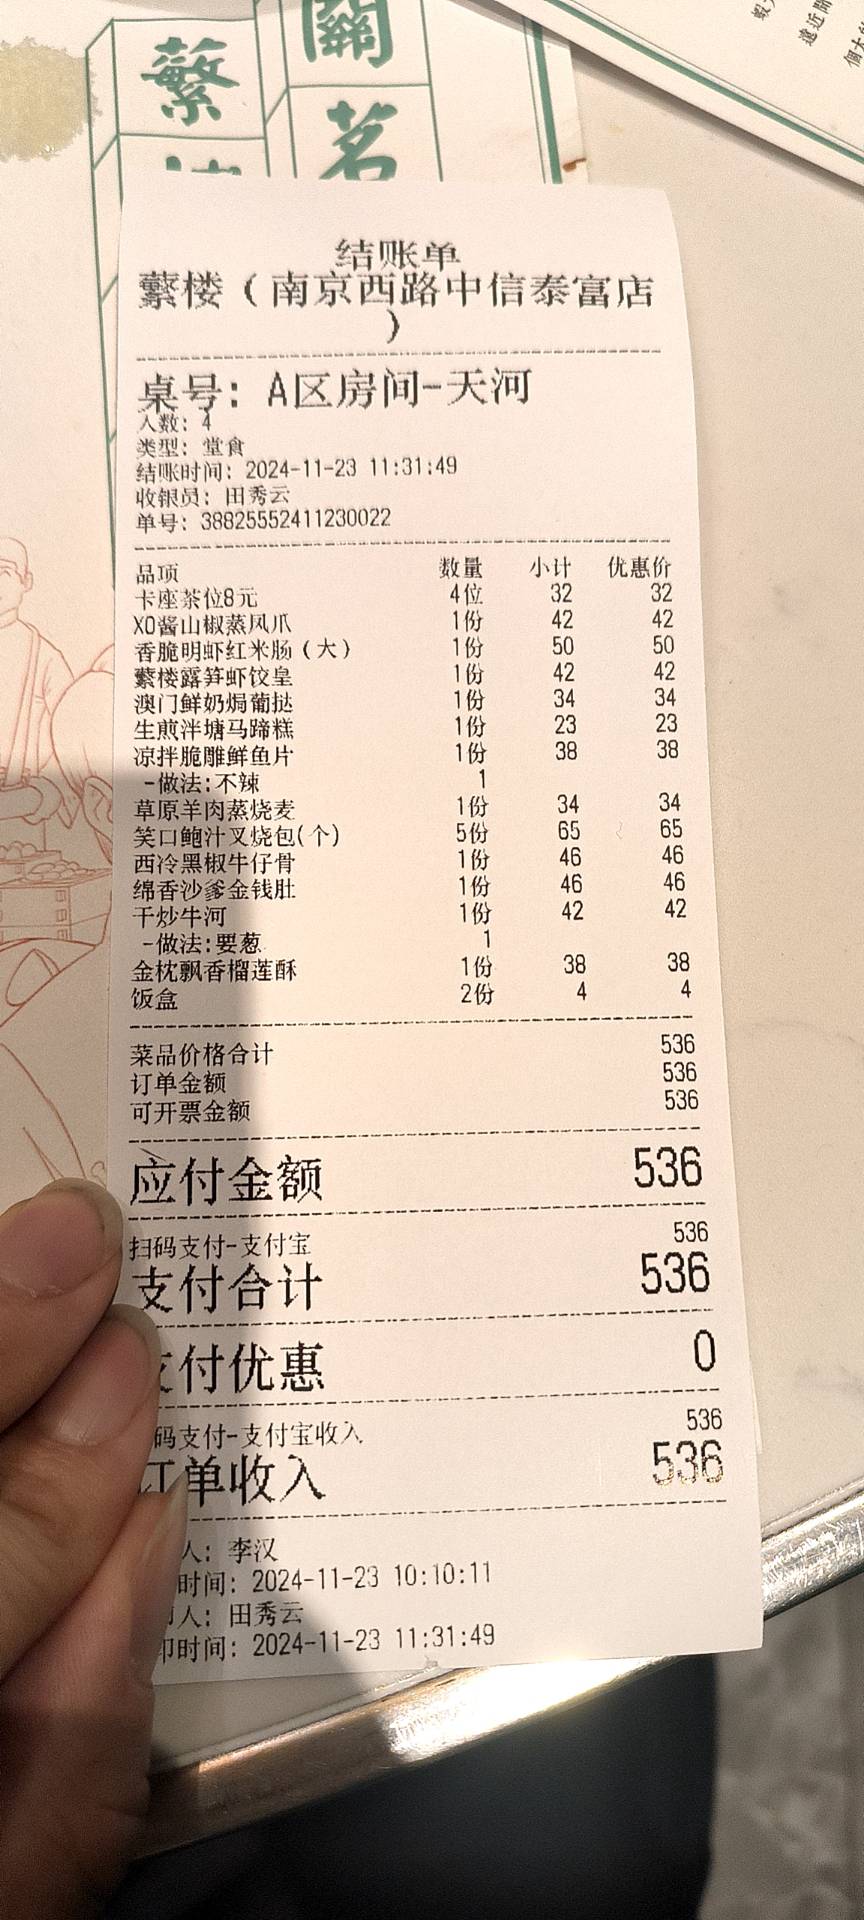 關
茗
蘩
結账单
蘩楼（南京西路中信泰富店
）
桌号: A区房间-天河
人数: 4
类型: 堂食
结账时间: 2024-11-23 11:31:49
收银员: 田秀云
单号: 38825552411230022
品项 数量 小计 优惠价
卡座茶位8元 4位 32 32
XO酱山椒蒸凤爪 1份 42 42
香脆明虾红米肠（大） 1份 50 50
蘩楼露笋虾饺皇 1份 42 42
澳门鲜奶焗葡挞 1份 34 34
生煎泮塘马蹄糕 1份 23 23
凉拌脆雕鲜鱼片 1份 38 38
-做法:不辣 1
草原羊肉蒸烧麦 1份 34 34
笑口鲍汁叉烧包(个) 5份 65 65
西冷黑椒牛仔骨 1份 46 46
绵香沙爹金钱肚 1份 46 46
干炒牛河 1份 42 42
-做法:要葱 1
金枕飘香榴莲酥 1份 38 38
饭盒 2份 4 4
菜品价格合计 536
订单金额 536
可开票金额 536
应付金额 536
扫码支付-支付宝 536
支付合计 536
支付优惠 0
码支付-支付宝收入 536
订单收入 536
人: 李汉
时间: 2024-11-23 10:10:11
人: 田秀云
印时间: 2024-11-23 11:31:49